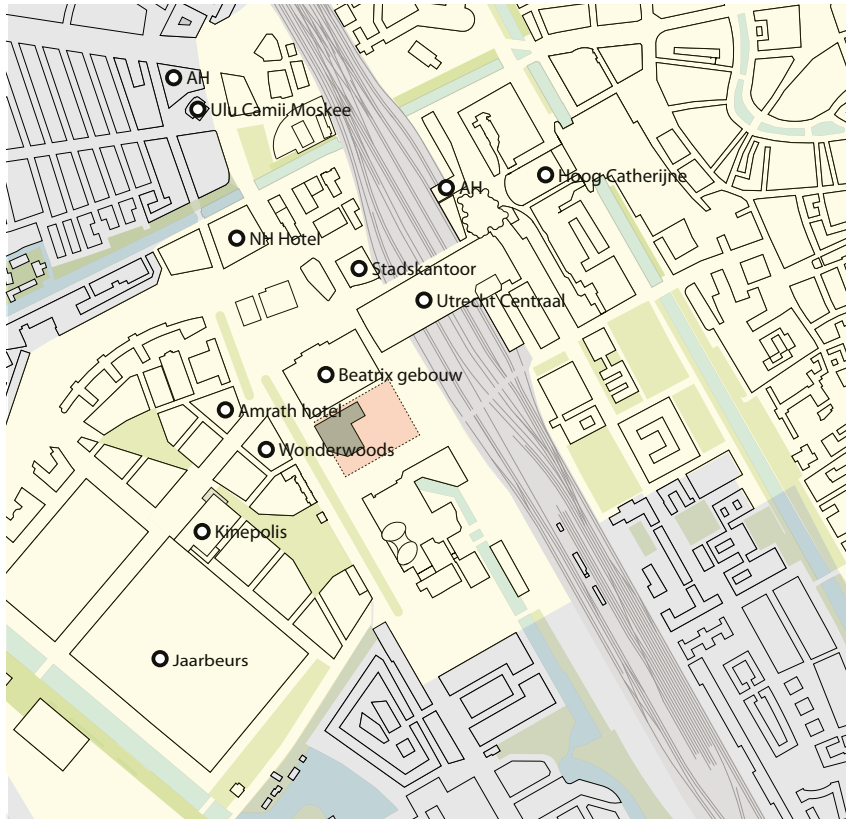 AH
Ulu Camii Moskee
Hoog Catherijne
AH
NH Hotel
Stadskantoor
Utrecht Centraal
Beatrix gebouw
Amrath hotel
Wonderwoods
Kinepolis
Jaarbeurs